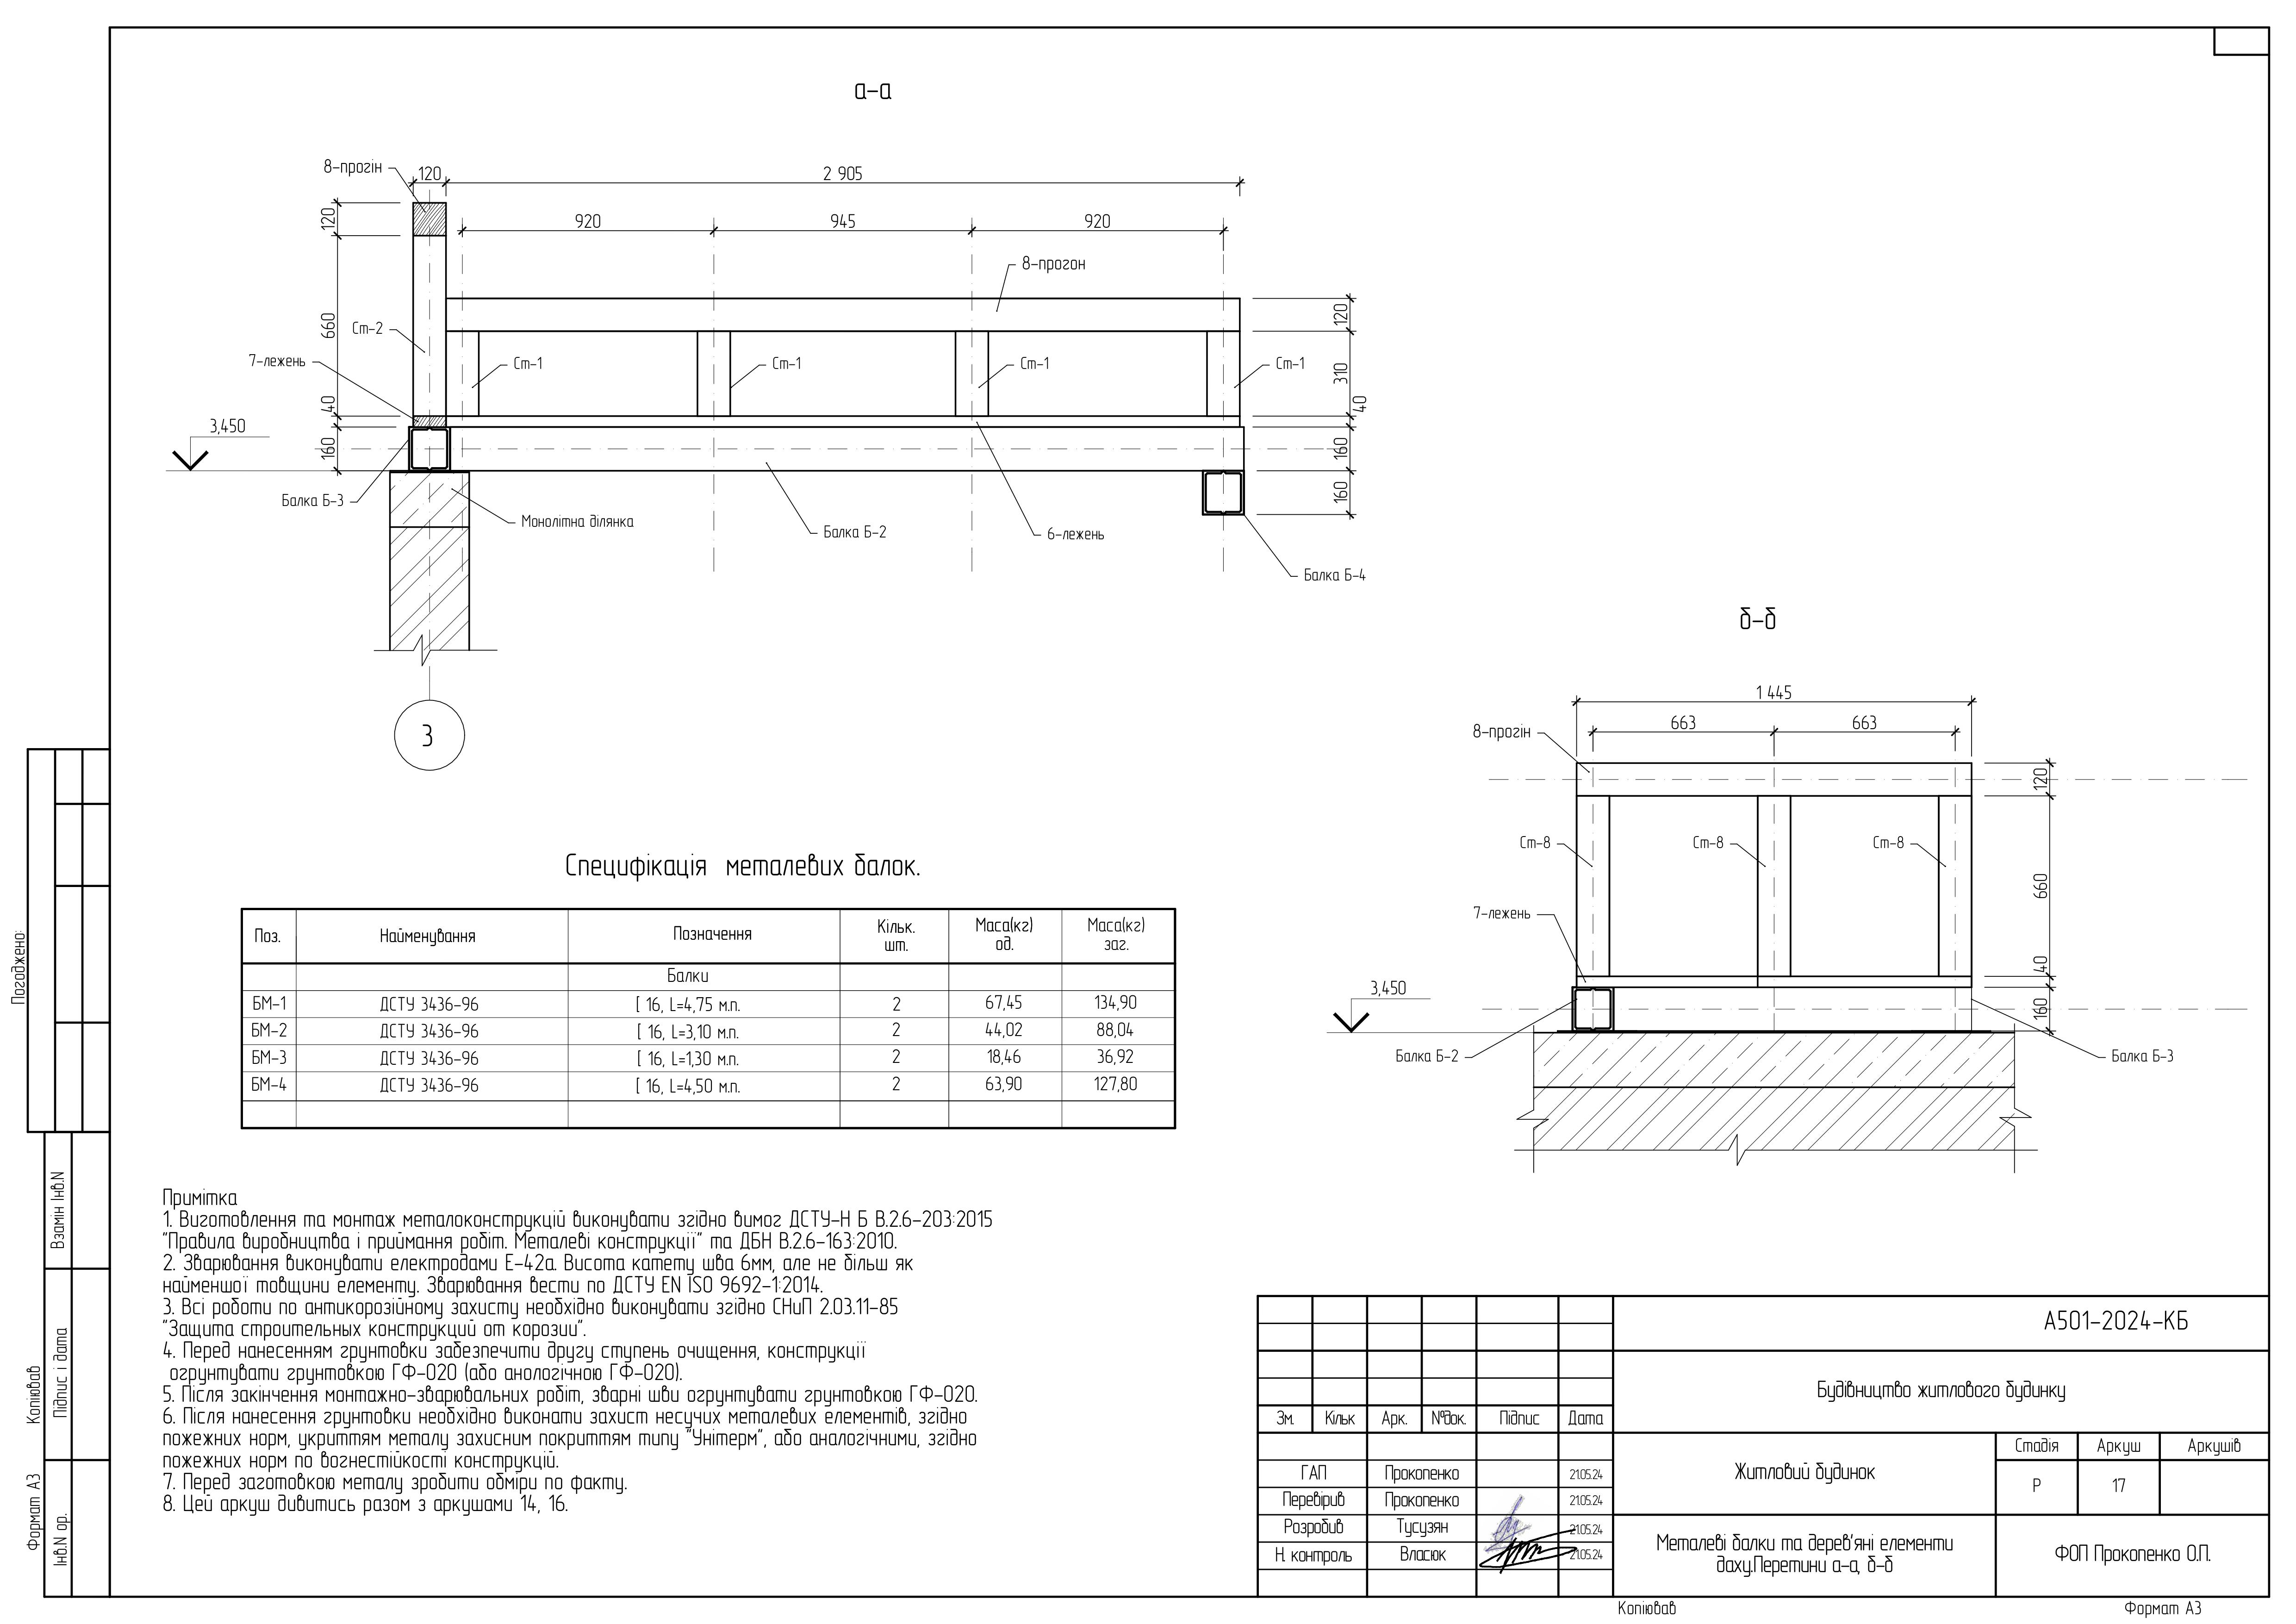 а-а
8-прогін
120
2 905
120
920
945
920
8-прогон
660
Ст-2
120
7-лежень
Ст-1
Ст-1
Ст-1
Ст-1
310
40
40
3,450
160
160
160
Балка Б-3
Монолітна ділянка
Балка Б-2
6-лежень
Балка Б-4
3
б-б
1 445
663
663
8-прогін
120
Ст-8
Ст-8
Ст-8
660
7-лежень
40
3,450
160
Балка Б-2
Балка Б-3
Специфікація металевих балок.
Поз. Найменування Позначення Кільк. шт. Маса(кг) од. Маса(кг) заг.
Балки
БМ-1 ДСТУ 3436-96 [ 16, L=4,75 м.п. 2 67,45 134,90
БМ-2 ДСТУ 3436-96 [ 16, L=3,10 м.п. 2 44,02 88,04
БМ-3 ДСТУ 3436-96 [ 16, L=1,30 м.п. 2 18,46 36,92
БМ-4 ДСТУ 3436-96 [ 16, L=4,50 м.п. 2 63,90 127,80
Примітка
1. Виготовлення та монтаж металоконструкцій виконувати згідно вимог ДСТУ-Н Б В.2.6-203:2015
"Правила виробництва і приймання робіт. Металеві конструкції" та ДБН В.2.6-163:2010.
2. Зварювання виконувати електродами Е-42а. Висота катету шва 6мм, але не більш як
найменшої товщини елементу. Зварювання вести по ДСТУ EN ISO 9692-1:2014.
3. Всі роботи по антикорозійному захисту необхідно виконувати згідно СНиП 2.03.11-85
"Защита строительных конструкций от корозии".
4. Перед нанесенням грунтовки забезпечити другу ступень очищення, конструкції
огрунтувати грунтовкою ГФ-020 (або анологічною ГФ-020).
5. Після закінчення монтажно-зварювальних робіт, зварні шви огрунтувати грунтовкою ГФ-020.
6. Після нанесення грунтовки необхідно виконати захист несучих металевих елементів, згідно
пожежних норм, укриттям металу захисним покриттям типу "Унітерм", або аналогічними, згідно
пожежних норм по вогнестійкості конструкцій.
7. Перед заготовкою металу зробити обміри по факту.
8. Цей аркуш дивитись разом з аркушами 14, 16.
Погоджено:
Взамін Інв.N
Підпис і дата
Інв.N ор.
Копіював
Формат А3
А501-2024-КБ
Будівництво житлового будинку
Зм. Кільк Арк. №док. Підпис Дата
Житловий будинок
Стадія Аркуш Аркушів
Р 17
ГАП Прокопенко 21.05.24
Перевірив Прокопенко 21.05.24
Розробив Тусузян 21.05.24
Н. контроль Власюк 21.05.24
Металеві балки та дерев'яні елементи
даху.Перетини а-а, б-б
ФОП Прокопенко О.П.
Копіював
Формат А3